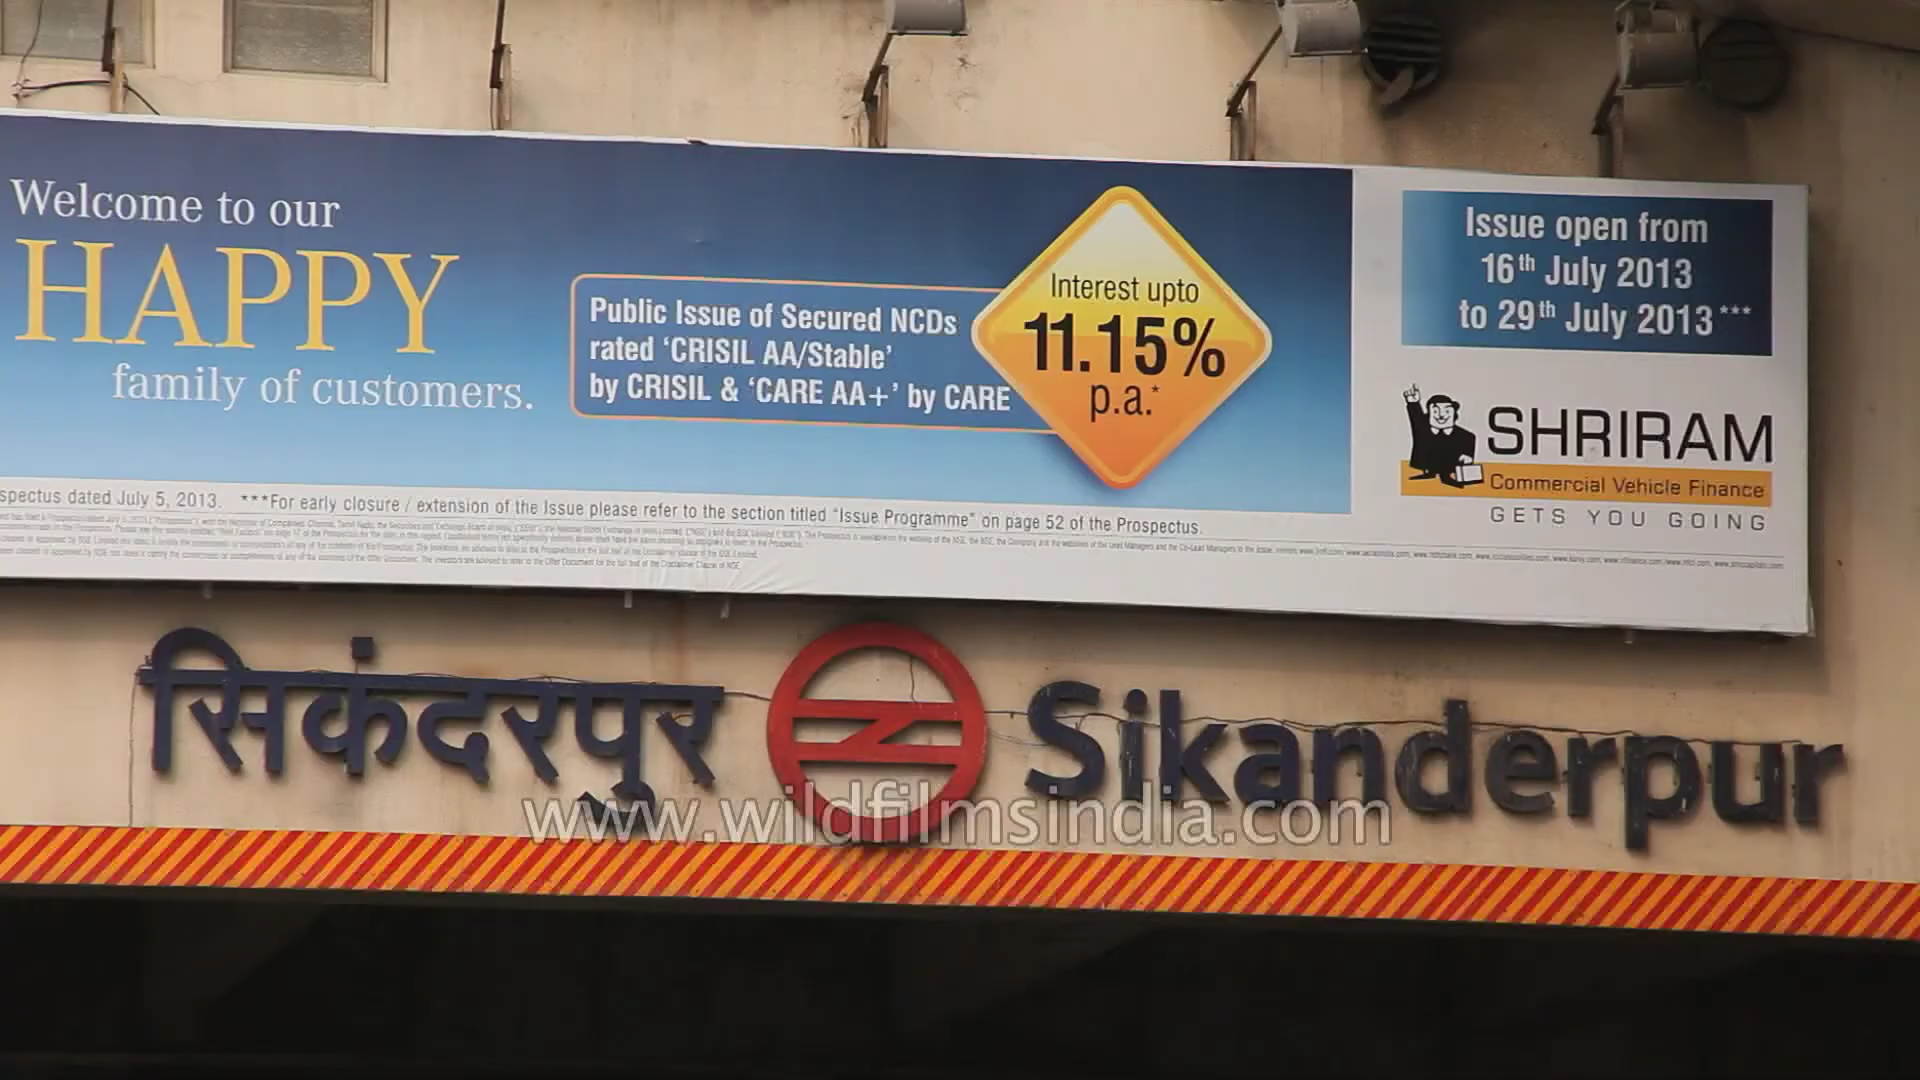 Welcome to our
HAPPY
family of customers.
Public Issue of Secured NCDs
rated ‘CRISIL AA/Stable’
by CRISIL & ‘CARE AA+’ by CARE
Interest upto
11.15%
p.a.*
Issue open from
16th July 2013
to 29th July 2013***
SHRIRAM
Commercial Vehicle Finance
GETS YOU GOING
spectus dated July 5, 2013. ***For early closure / extension of the Issue please refer to the section titled "Issue Programme" on page 52 of the Prospectus.
सिकंदरपुर Sikanderpur
www.wildfilmsindia.com